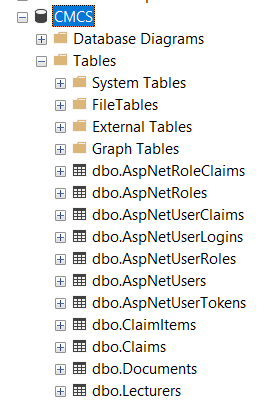 CMCS
Database Diagrams
Tables
System Tables
FileTables
External Tables
Graph Tables
dbo.AspNetRoleClaims
dbo.AspNetRoles
dbo.AspNetUserClaims
dbo.AspNetUserLogins
dbo.AspNetUserRoles
dbo.AspNetUsers
dbo.AspNetUserTokens
dbo.ClaimItems
dbo.Claims
dbo.Documents
dbo.Lecturers